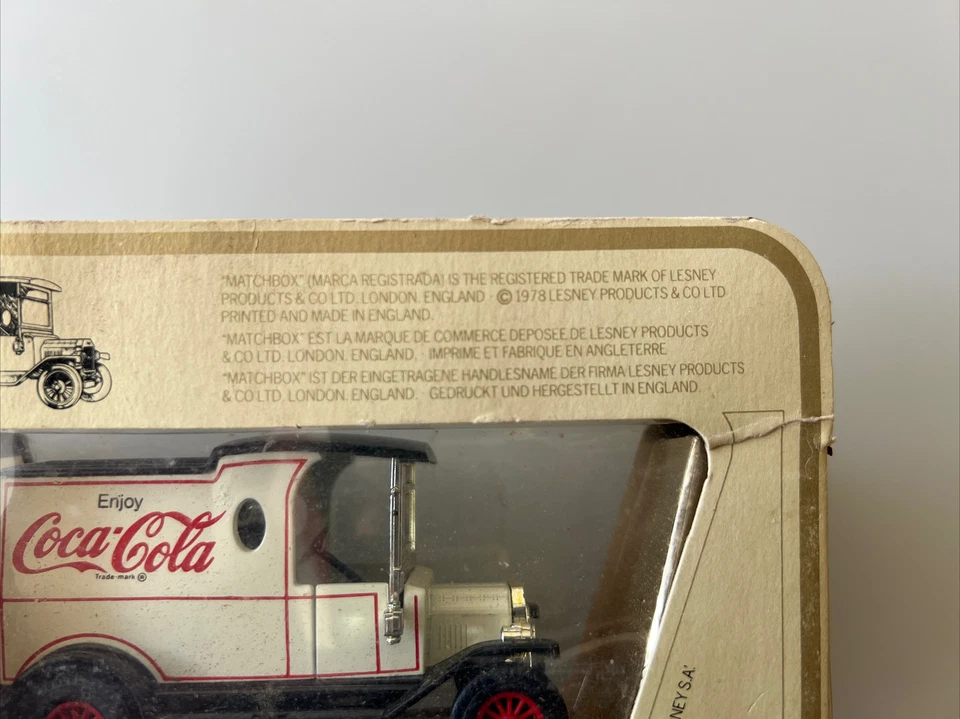 "MATCHBOX" (MARCA REGISTRADA) IS THE REGISTERED TRADE MARK OF LESNEY
PRODUCTS & CO LTD. LONDON. ENGLAND · © 1978 LESNEY PRODUCTS & CO LTD
PRINTED AND MADE IN ENGLAND.
"MATCHBOX" EST LA MARQUE DE COMMERCE DEPOSEE DE LESNEY PRODUCTS
& CO LTD. LONDON. ENGLAND. · IMPRIME ET FABRIQUE EN ANGLETERRE
"MATCHBOX" IST DER EINGETRAGENE HANDLESNAME DER FIRMA LESNEY PRODUCTS
& CO LTD. LONDON. ENGLAND. · GEDRUCKT UND HERGESTELLT IN ENGLAND.
Enjoy
Coca-Cola
Trade-mark ®
NEY S.A.'